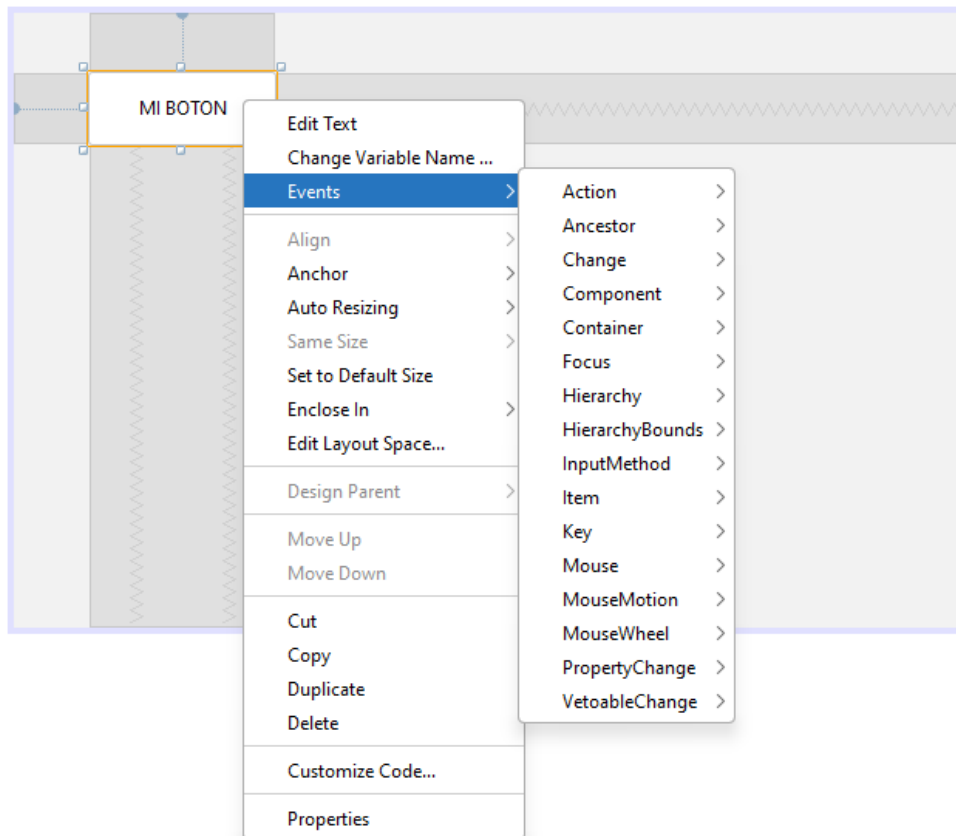 MI BOTON
Edit Text
Change Variable Name ...
Events
Align
Anchor
Auto Resizing
Same Size
Set to Default Size
Enclose In
Edit Layout Space...
Design Parent
Move Up
Move Down
Cut
Copy
Duplicate
Delete
Customize Code...
Properties
Action
Ancestor
Change
Component
Container
Focus
Hierarchy
HierarchyBounds
InputMethod
Item
Key
Mouse
MouseMotion
MouseWheel
PropertyChange
VetoableChange